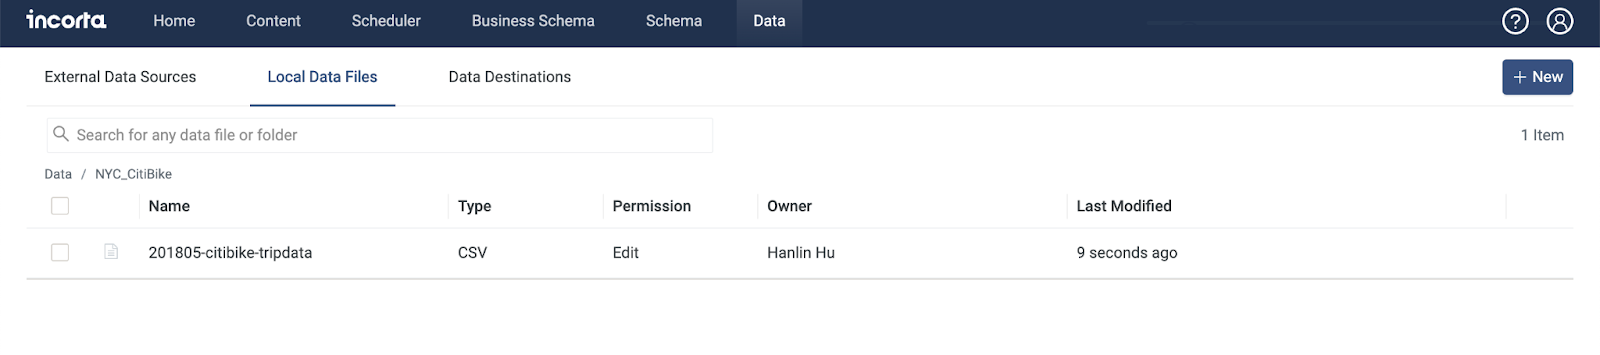 incorta Home Content Scheduler Business Schema Schema Data ?
External Data Sources Local Data Files Data Destinations + New
Search for any data file or folder 1 Item
Data / NYC_CitiBike
Name Type Permission Owner Last Modified
201805-citibike-tripdata CSV Edit Hanlin Hu 9 seconds ago